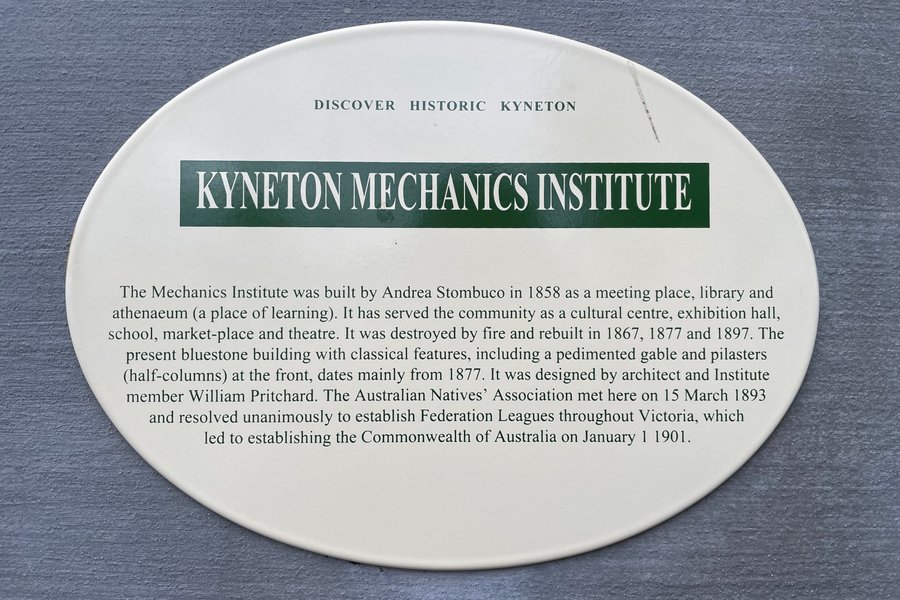 DISCOVER HISTORIC KYNETON
KYNETON MECHANICS INSTITUTE
The Mechanics Institute was built by Andrea Stombuco in 1858 as a meeting place, library and
athenaeum (a place of learning). It has served the community as a cultural centre, exhibition hall,
school, market-place and theatre. It was destroyed by fire and rebuilt in 1867, 1877 and 1897. The
present bluestone building with classical features, including a pedimented gable and pilasters
(half-columns) at the front, dates mainly from 1877. It was designed by architect and Institute
member William Pritchard. The Australian Natives' Association met here on 15 March 1893
and resolved unanimously to establish Federation Leagues throughout Victoria, which
led to establishing the Commonwealth of Australia on January 1 1901.